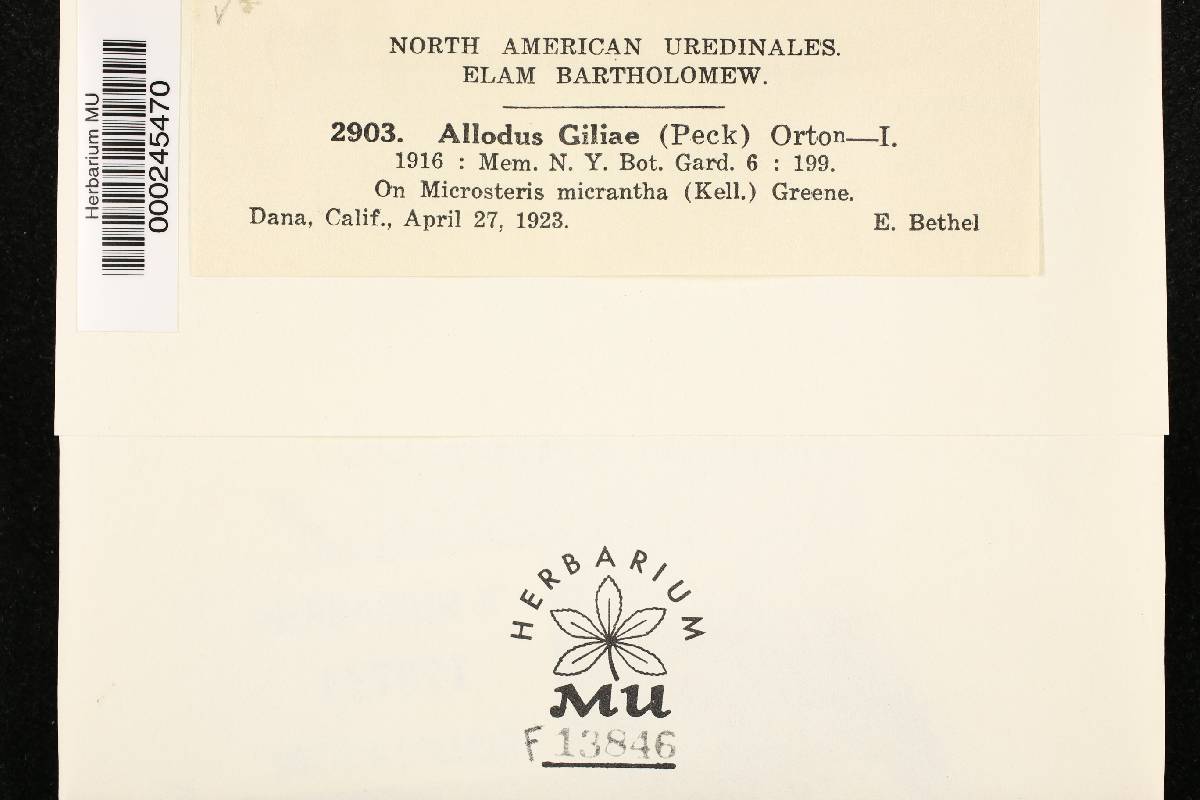 NORTH AMERICAN UREDINALES.
ELAM BARTHOLOMEW.
2903. Allodus Giliae (Peck) Orton—I.
1916 : Mem. N. Y. Bot. Gard. 6 : 199.
On Microsteris micrantha (Kell.) Greene.
Dana, Calif., April 27, 1923. E. Bethel
Herbarium MU
000245470
HERBARIUM
MU
F 13846